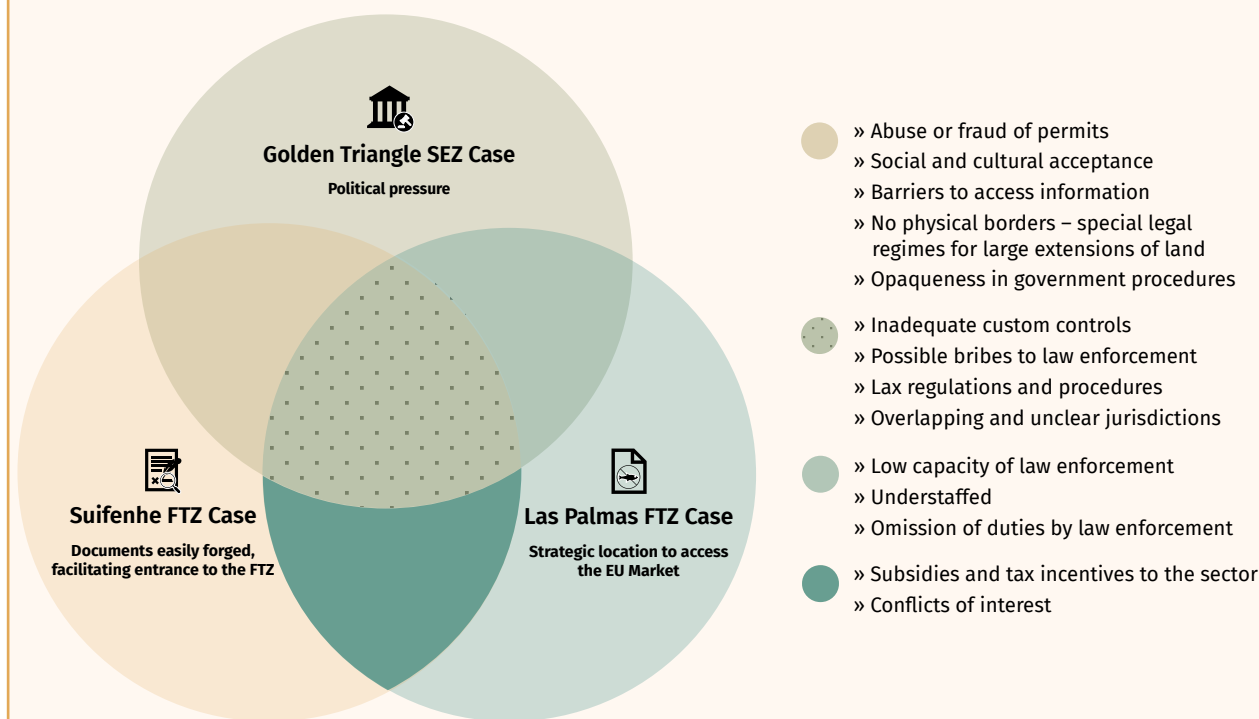 Golden Triangle SEZ Case
Political pressure
Suifenhe FTZ Case
Documents easily forged,
facilitating entrance to the FTZ
Las Palmas FTZ Case
Strategic location to access
the EU Market
» Abuse or fraud of permits
» Social and cultural acceptance
» Barriers to access information
» No physical borders – special legal
regimes for large extensions of land
» Opaqueness in government procedures
» Inadequate custom controls
» Possible bribes to law enforcement
» Lax regulations and procedures
» Overlapping and unclear jurisdictions
» Low capacity of law enforcement
» Understaffed
» Omission of duties by law enforcement
» Subsidies and tax incentives to the sector
» Conflicts of interest